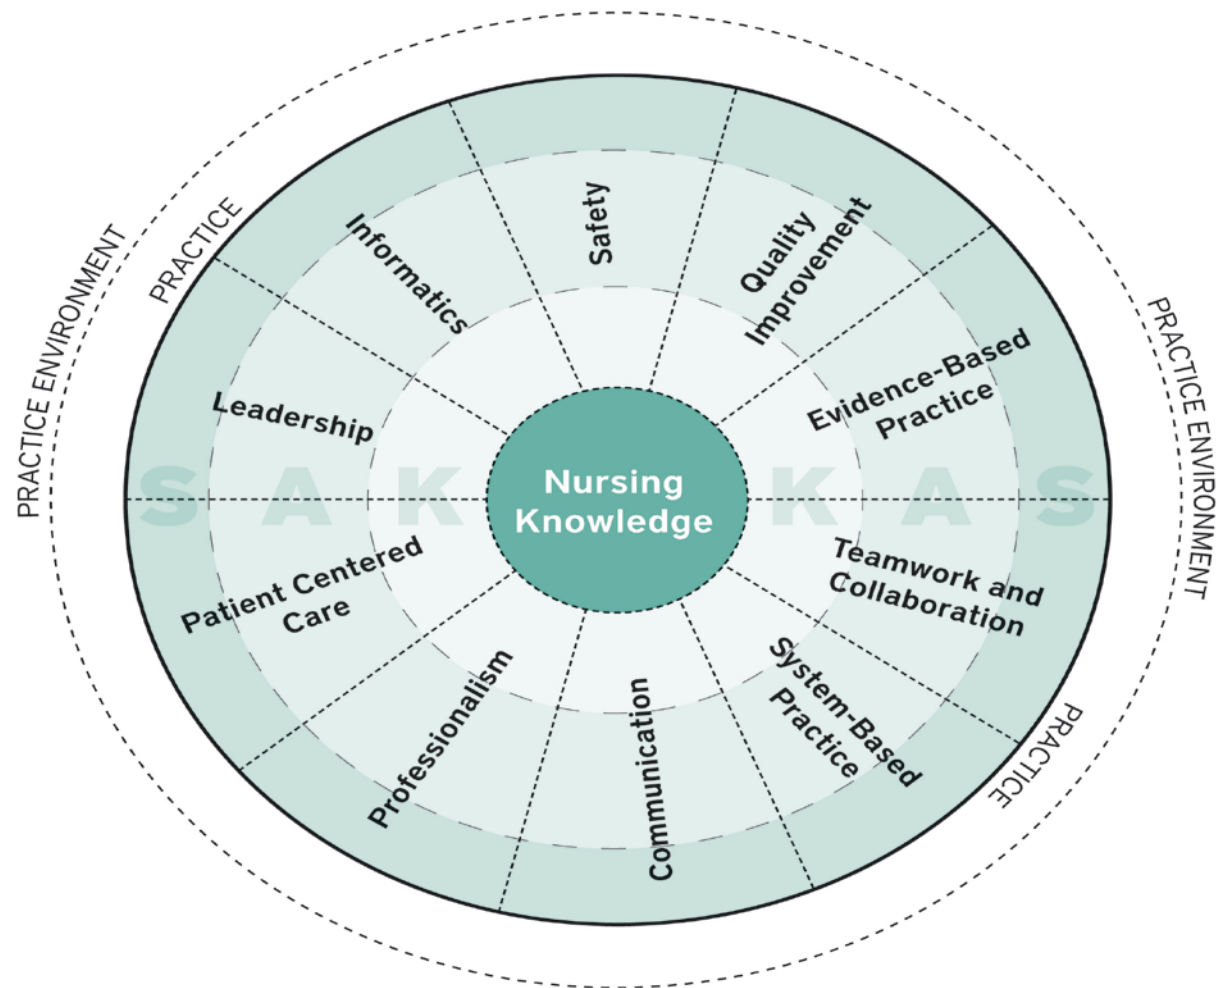 PRACTICE ENVIRONMENT
PRACTICE
Informatics
Safety
Quality
Improvement
Evidence-Based
Practice
PRACTICE ENVIRONMENT
Leadership
S A K
Nursing
Knowledge
K A S
Patient Centered
Care
Teamwork and
Collaboration
Professionalism
Communication
System-Based
Practice
PRACTICE